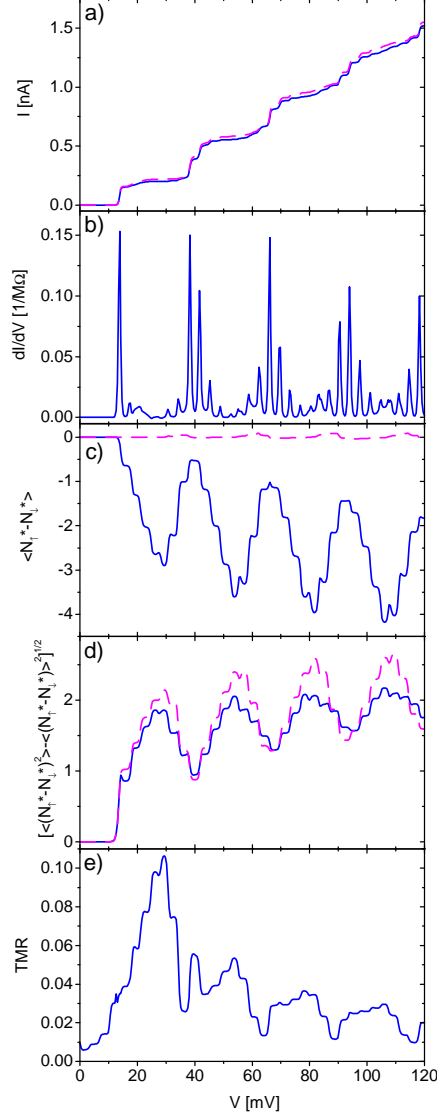 a)
I [nA]
1.5
1.0
0.5
0.0
b)
dI/dV [1/MΩ]
0.15
0.10
0.05
0.00
c)
<N↑*-N↓*>
0
-1
-2
-3
-4
d)
[<(N↑*-N↓*)²>-<(N↑*-N↓*)>²]^1/2
2
1
0
e)
TMR
0.10
0.08
0.06
0.04
0.02
0.00
0 20 40 60 80 100 120
V [mV]